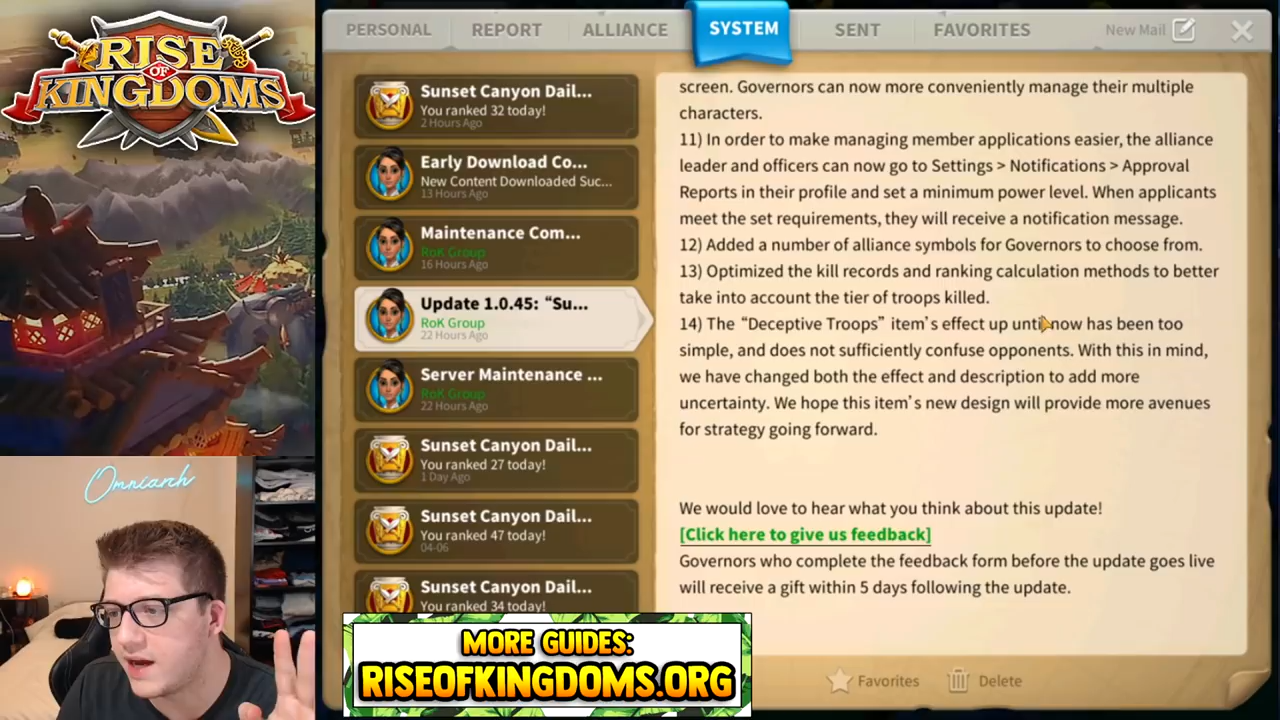 RISE
OF
KINGDOMS
PERSONAL
REPORT
ALLIANCE
SYSTEM
SENT
FAVORITES
New Mail
Sunset Canyon Dail...
You ranked 32 today!
2 Hours Ago
Early Download Co...
New Content Downloaded Suc...
13 Hours Ago
Maintenance Com...
RoK Group
16 Hours Ago
Update 1.0.45: “Su...
RoK Group
22 Hours Ago
Server Maintenance ...
RoK Group
22 Hours Ago
Sunset Canyon Dail...
You ranked 27 today!
1 Day Ago
Sunset Canyon Dail...
You ranked 47 today!
04-06
Sunset Canyon Dail...
You ranked 34 today!
screen. Governors can now more conveniently manage their multiple
characters.
11) In order to make managing member applications easier, the alliance
leader and officers can now go to Settings > Notifications > Approval
Reports in their profile and set a minimum power level. When applicants
meet the set requirements, they will receive a notification message.
12) Added a number of alliance symbols for Governors to choose from.
13) Optimized the kill records and ranking calculation methods to better
take into account the tier of troops killed.
14) The “Deceptive Troops” item's effect up until now has been too
simple, and does not sufficiently confuse opponents. With this in mind,
we have changed both the effect and description to add more
uncertainty. We hope this item's new design will provide more avenues
for strategy going forward.
We would love to hear what you think about this update!
[Click here to give us feedback]
Governors who complete the feedback form before the update goes live
will receive a gift within 5 days following the update.
Favorites
Delete
Omniarch
MORE GUIDES:
RISEOFKINGDOMS.ORG